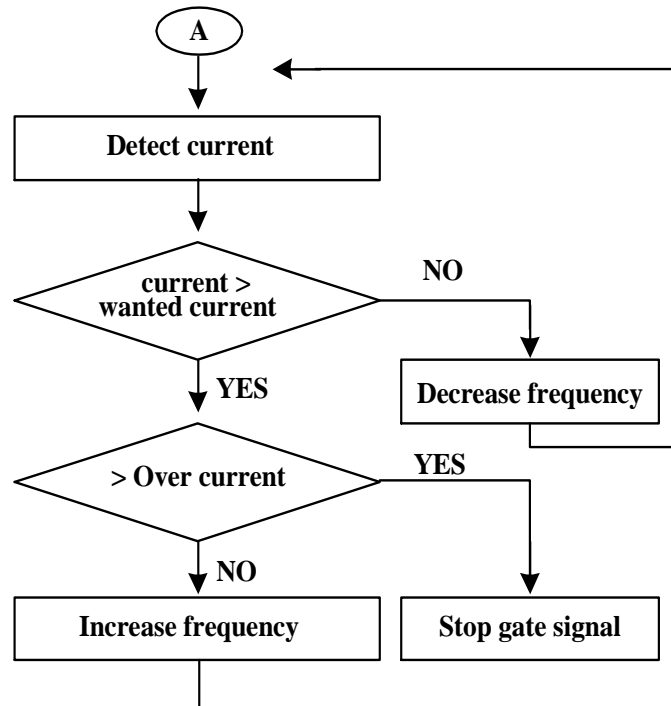 A
Detect current
current >
wanted current
NO
YES
Decrease frequency
> Over current
YES
NO
Increase frequency
Stop gate signal